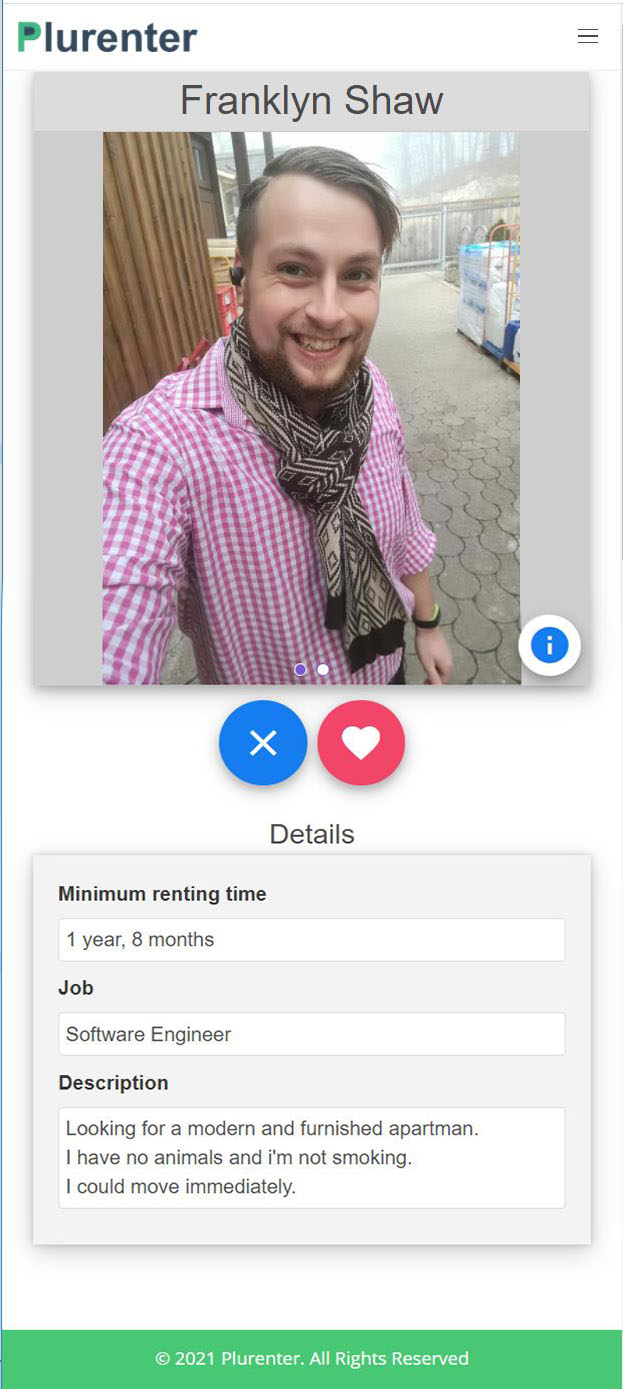 Plurenter
Franklyn Shaw
Details
Minimum renting time
1 year, 8 months
Job
Software Engineer
Description
Looking for a modern and furnished apartman.
I have no animals and i'm not smoking.
I could move immediately.
© 2021 Plurenter. All Rights Reserved